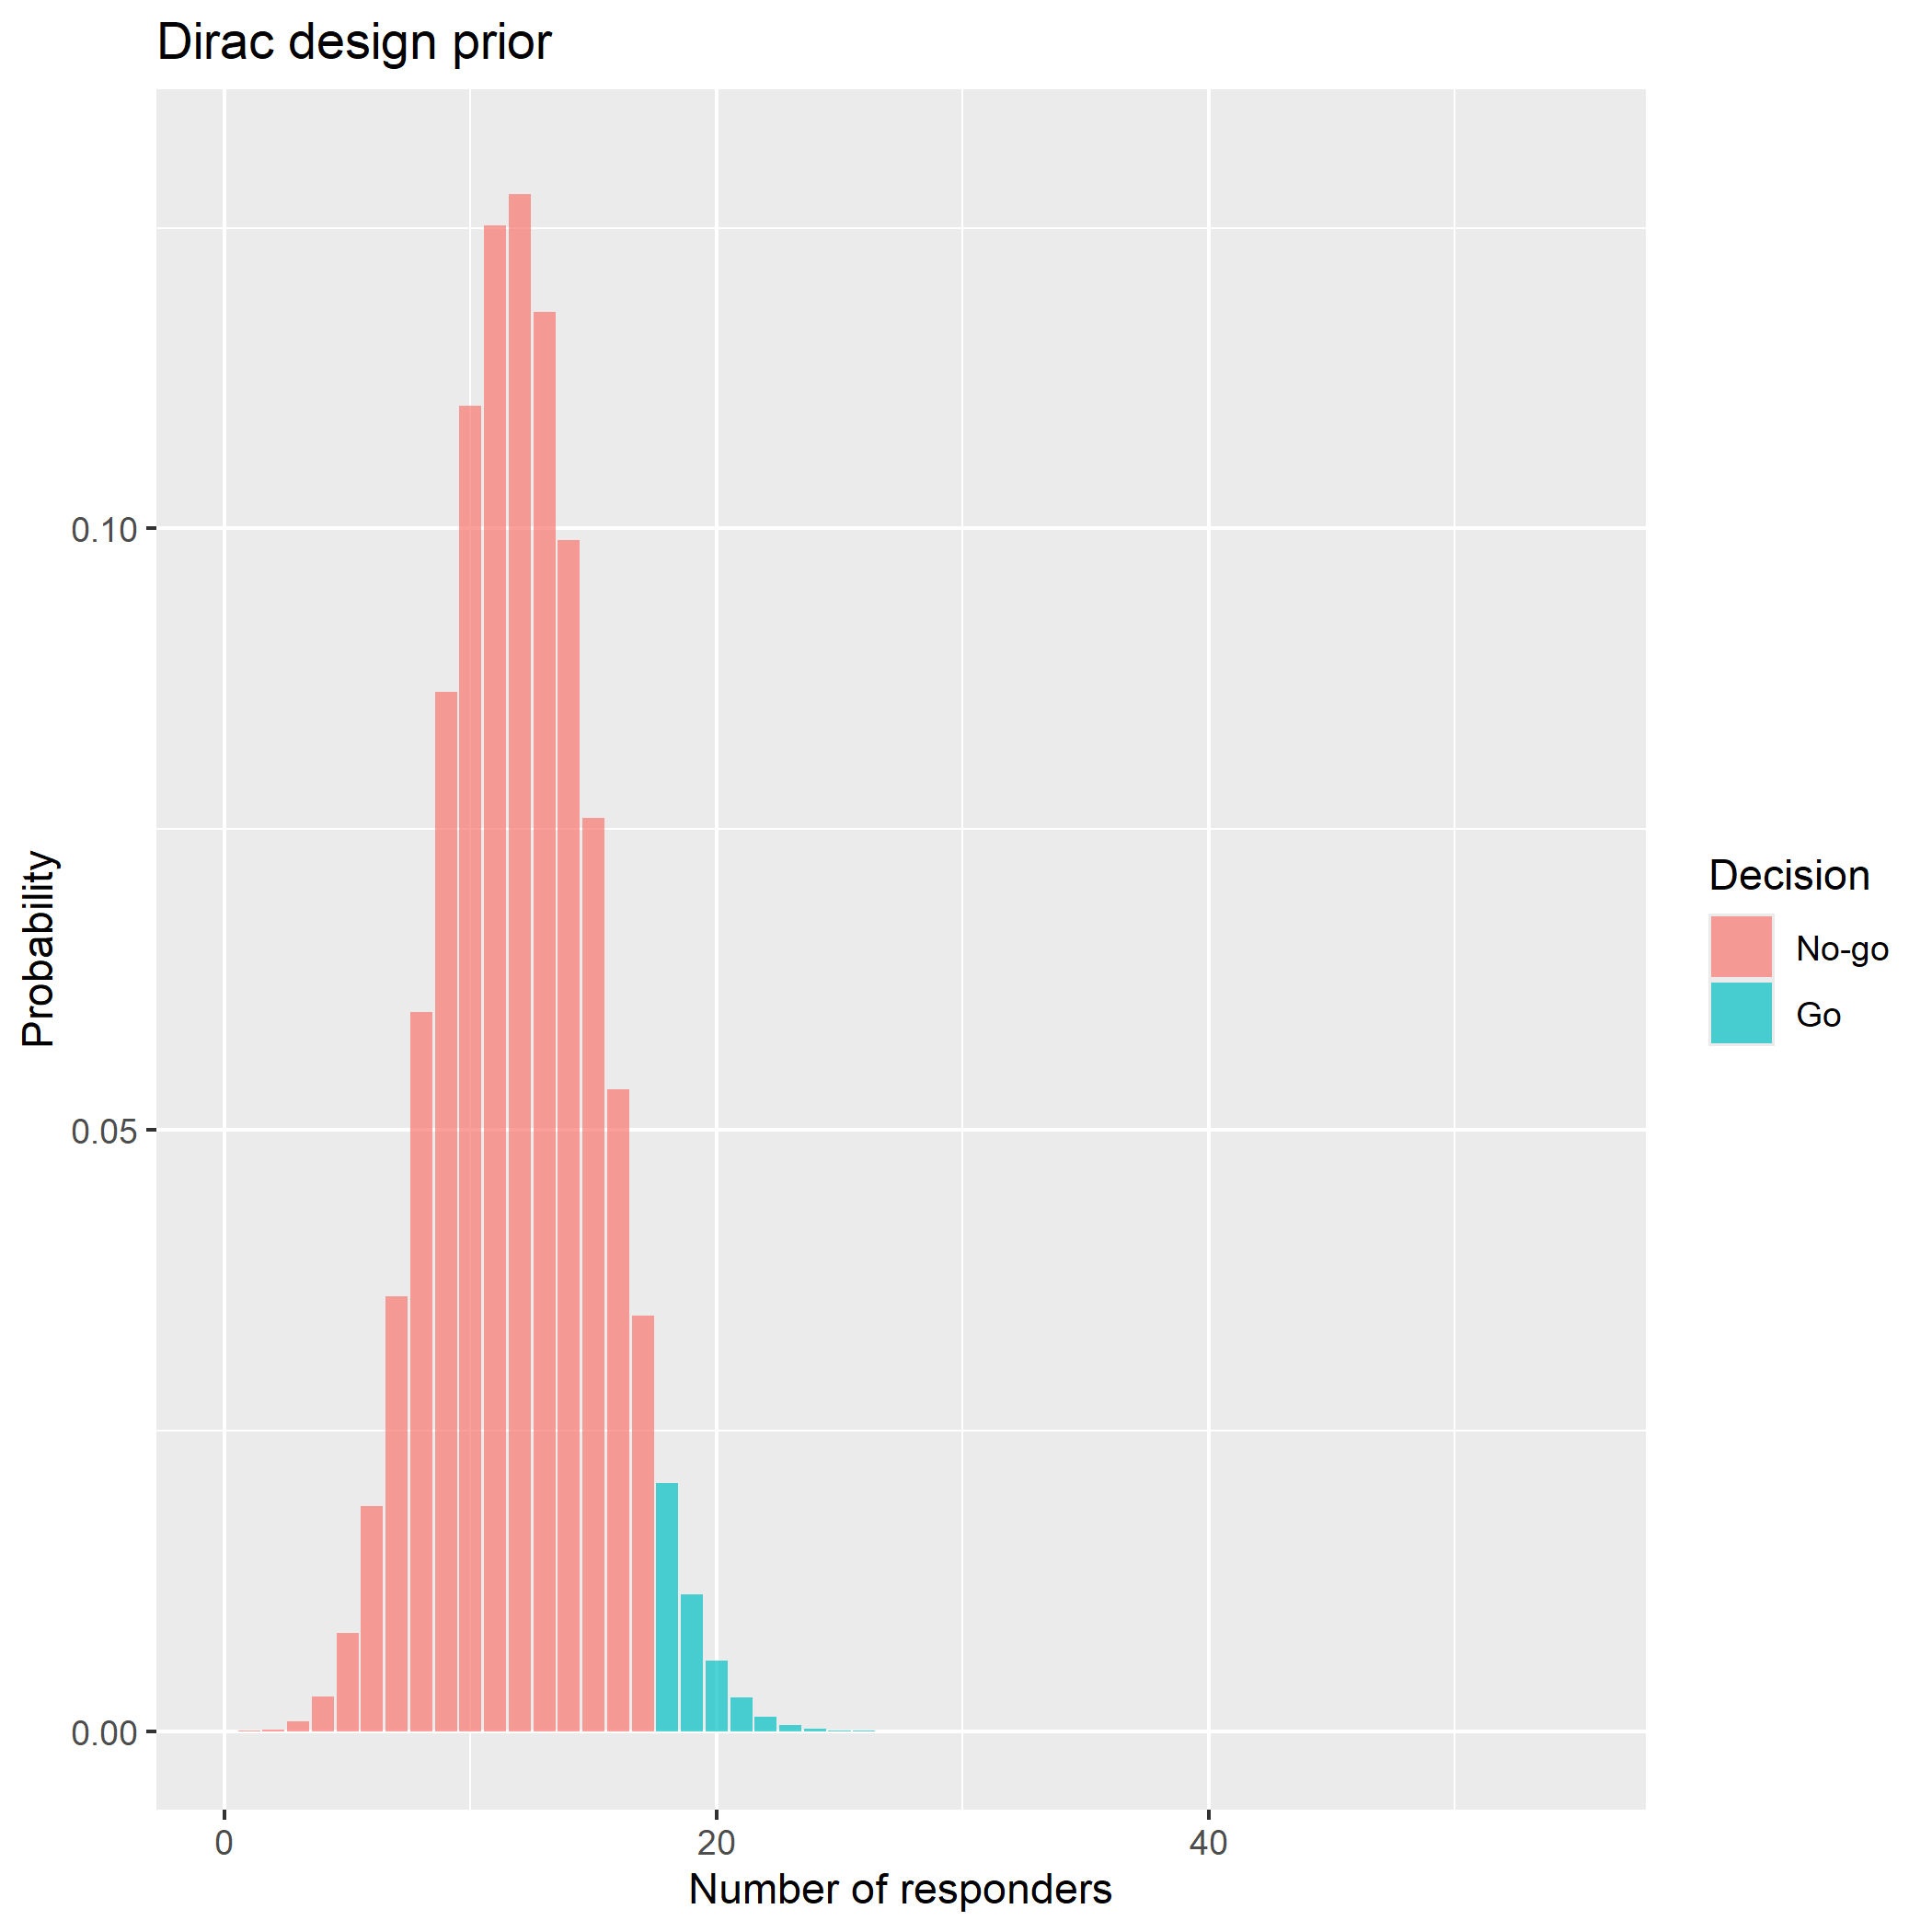 Dirac design prior
Probability
0.10
0.05
0.00
0
20
40
Number of responders
Decision
No-go
Go